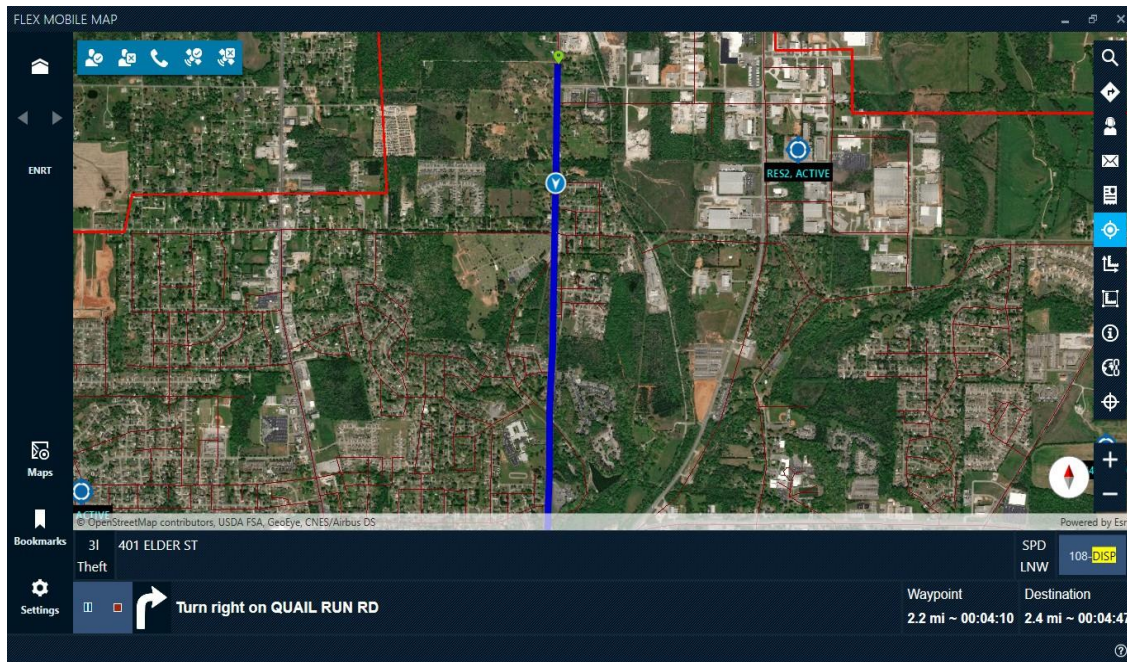 FLEX MOBILE MAP
ENRT
RES2, ACTIVE
Maps
ACTIVE
© OpenStreetMap contributors, USDA FSA, GeoEye, CNES/Airbus DS
Powered by Esr
Bookmarks
3I
401 ELDER ST
Theft
SPD
LNW
108-DISP
Settings
Turn right on QUAIL RUN RD
Waypoint
2.2 mi ~ 00:04:10
Destination
2.4 mi ~ 00:04:47